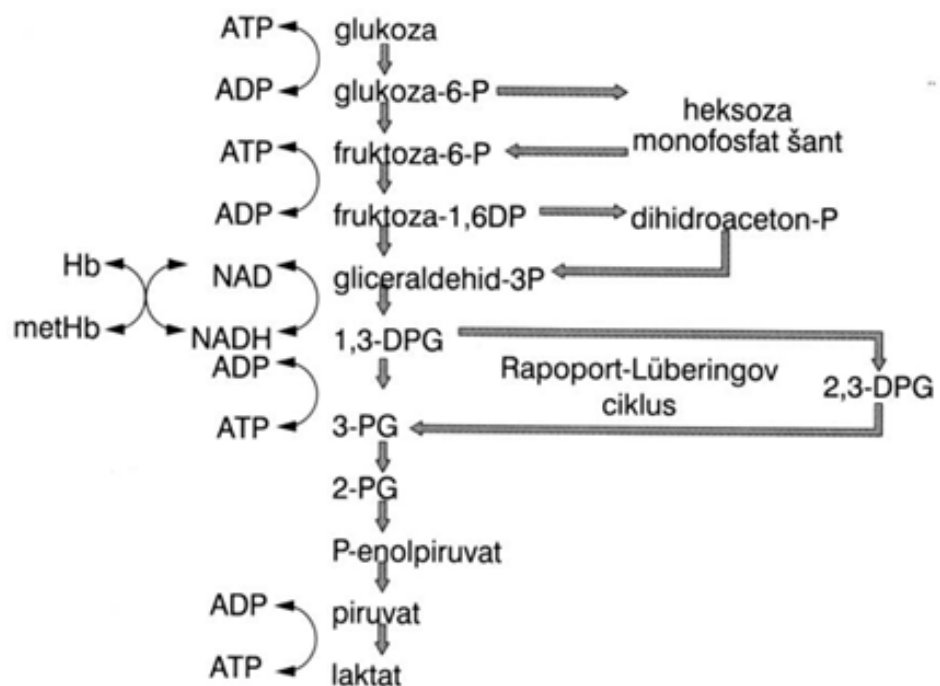 ATP glukoza
ADP glukoza-6-P
heksoza
monofosfat šant
ATP fruktoza-6-P
ADP fruktoza-1,6DP dihidroaceton-P
Hb NAD gliceraldehid-3P
metHb NADH 1,3-DPG
ADP Rapoport-Lüberingov 2,3-DPG
ciklus
ATP 3-PG
2-PG
P-enolpiruvat
ADP piruvat
ATP laktat